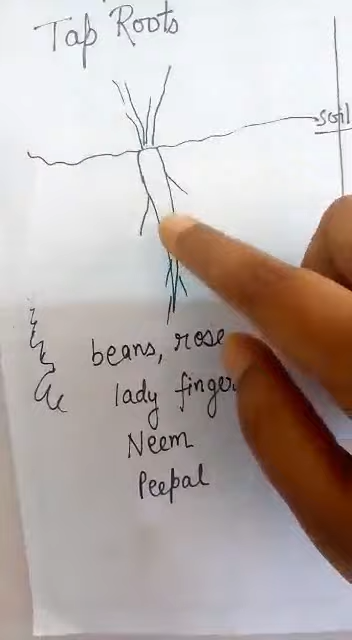 Tap Roots
soil
beans, rose
lady finger
Neem
Peepal